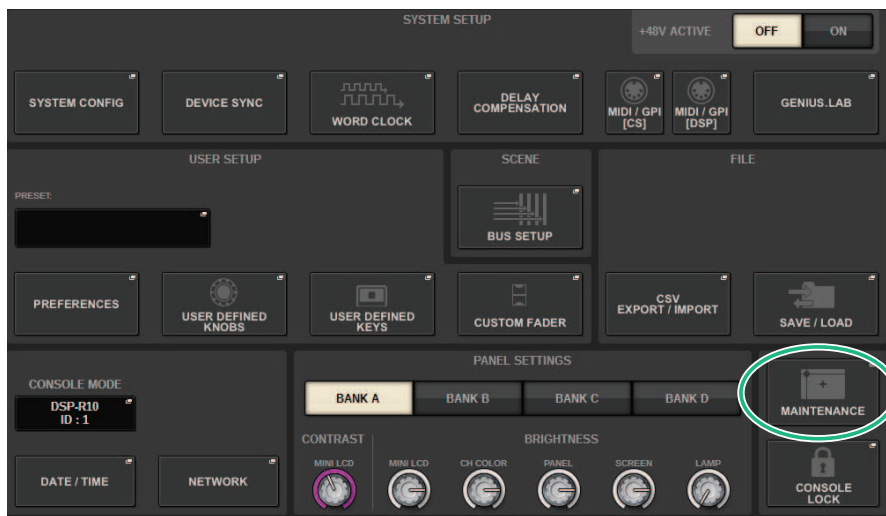 SYSTEM SETUP
+48V ACTIVE
OFF
ON
SYSTEM CONFIG
DEVICE SYNC
WORD CLOCK
DELAY
COMPENSATION
MIDI / GPI
[CS]
MIDI / GPI
[DSP]
GENIUS.LAB
USER SETUP
SCENE
FILE
PRESET:
BUS SETUP
PREFERENCES
USER DEFINED
KNOBS
USER DEFINED
KEYS
CUSTOM FADER
CSV
EXPORT / IMPORT
SAVE / LOAD
CONSOLE MODE
DSP-R10
ID : 1
PANEL SETTINGS
BANK A
BANK B
BANK C
BANK D
MAINTENANCE
CONTRAST
BRIGHTNESS
MINI LCD
MINI LCD
CH COLOR
PANEL
SCREEN
LAMP
DATE / TIME
NETWORK
CONSOLE
LOCK